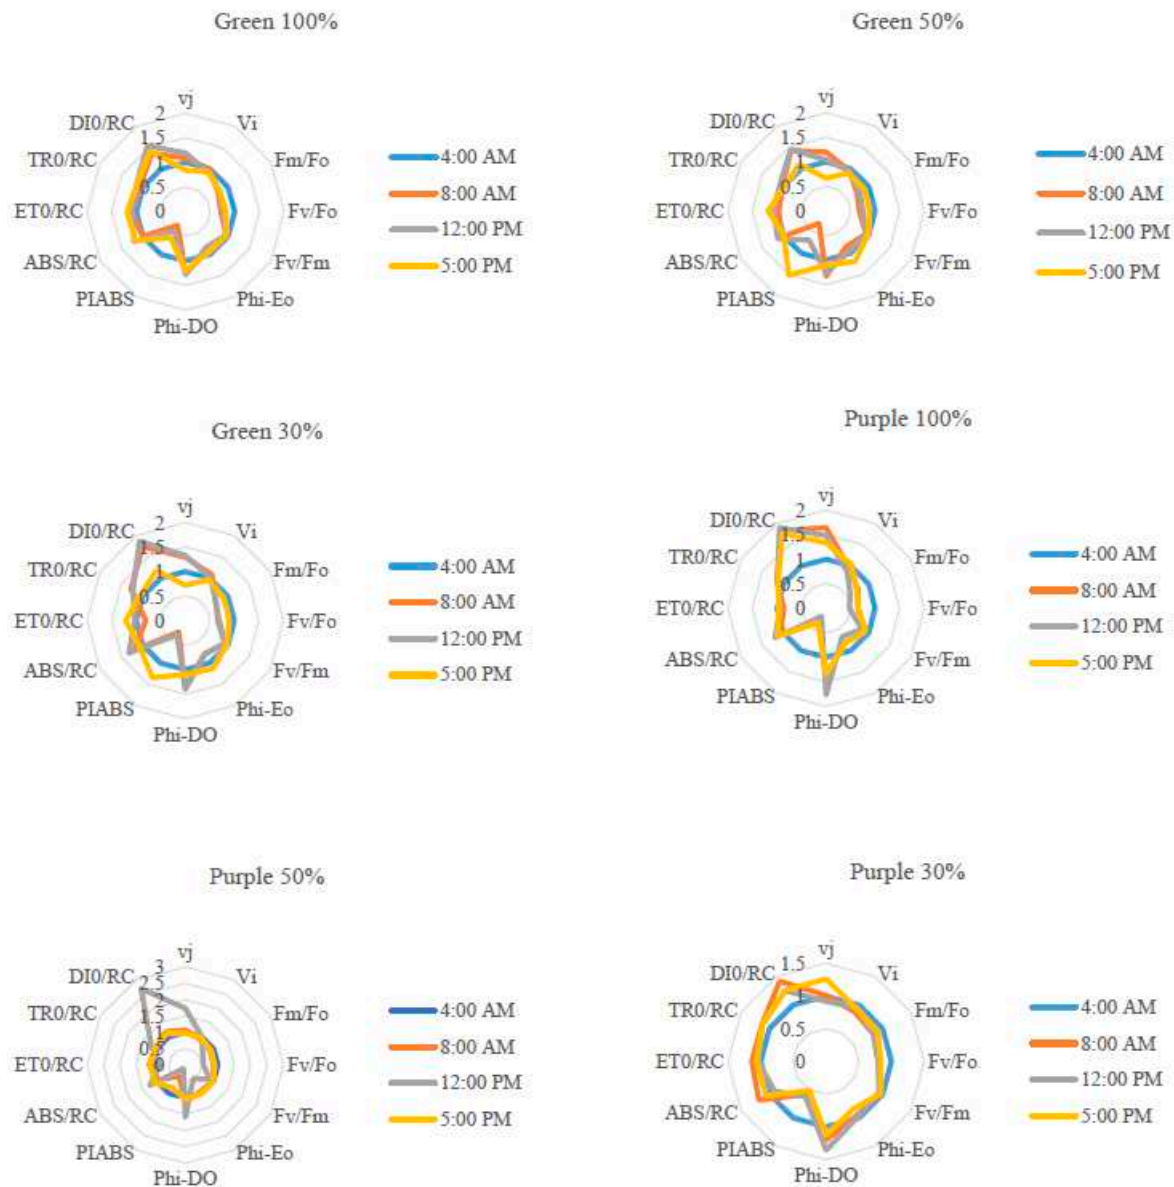 Green 100%
vj
Vi
Fm/Fo
Fv/Fo
Fv/Fm
Phi-Eo
Phi-DO
PIABS
ABS/RC
ET0/RC
TR0/RC
DI0/RC
2
1.5
1
0.5
0
4:00 AM
8:00 AM
12:00 PM
5:00 PM
Green 50%
vj
Vi
Fm/Fo
Fv/Fo
Fv/Fm
Phi-Eo
Phi-DO
PIABS
ABS/RC
ET0/RC
TR0/RC
DI0/RC
2
1.5
1
0.5
0
4:00 AM
8:00 AM
12:00 PM
5:00 PM
Green 30%
vj
Vi
Fm/Fo
Fv/Fo
Fv/Fm
Phi-Eo
Phi-DO
PIABS
ABS/RC
ET0/RC
TR0/RC
DI0/RC
2
1.5
1
0.5
0
4:00 AM
8:00 AM
12:00 PM
5:00 PM
Purple 100%
vj
Vi
Fm/Fo
Fv/Fo
Fv/Fm
Phi-Eo
Phi-DO
PIABS
ABS/RC
ET0/RC
TR0/RC
DI0/RC
2
1.5
1
0.5
0
4:00 AM
8:00 AM
12:00 PM
5:00 PM
Purple 50%
vj
Vi
Fm/Fo
Fv/Fo
Fv/Fm
Phi-Eo
Phi-DO
PIABS
ABS/RC
ET0/RC
TR0/RC
DI0/RC
3
2.5
2
1.5
1
0.5
0
4:00 AM
8:00 AM
12:00 PM
5:00 PM
Purple 30%
vj
Vi
Fm/Fo
Fv/Fo
Fv/Fm
Phi-Eo
Phi-DO
PIABS
ABS/RC
ET0/RC
TR0/RC
DI0/RC
1.5
1
0.5
0
4:00 AM
8:00 AM
12:00 PM
5:00 PM